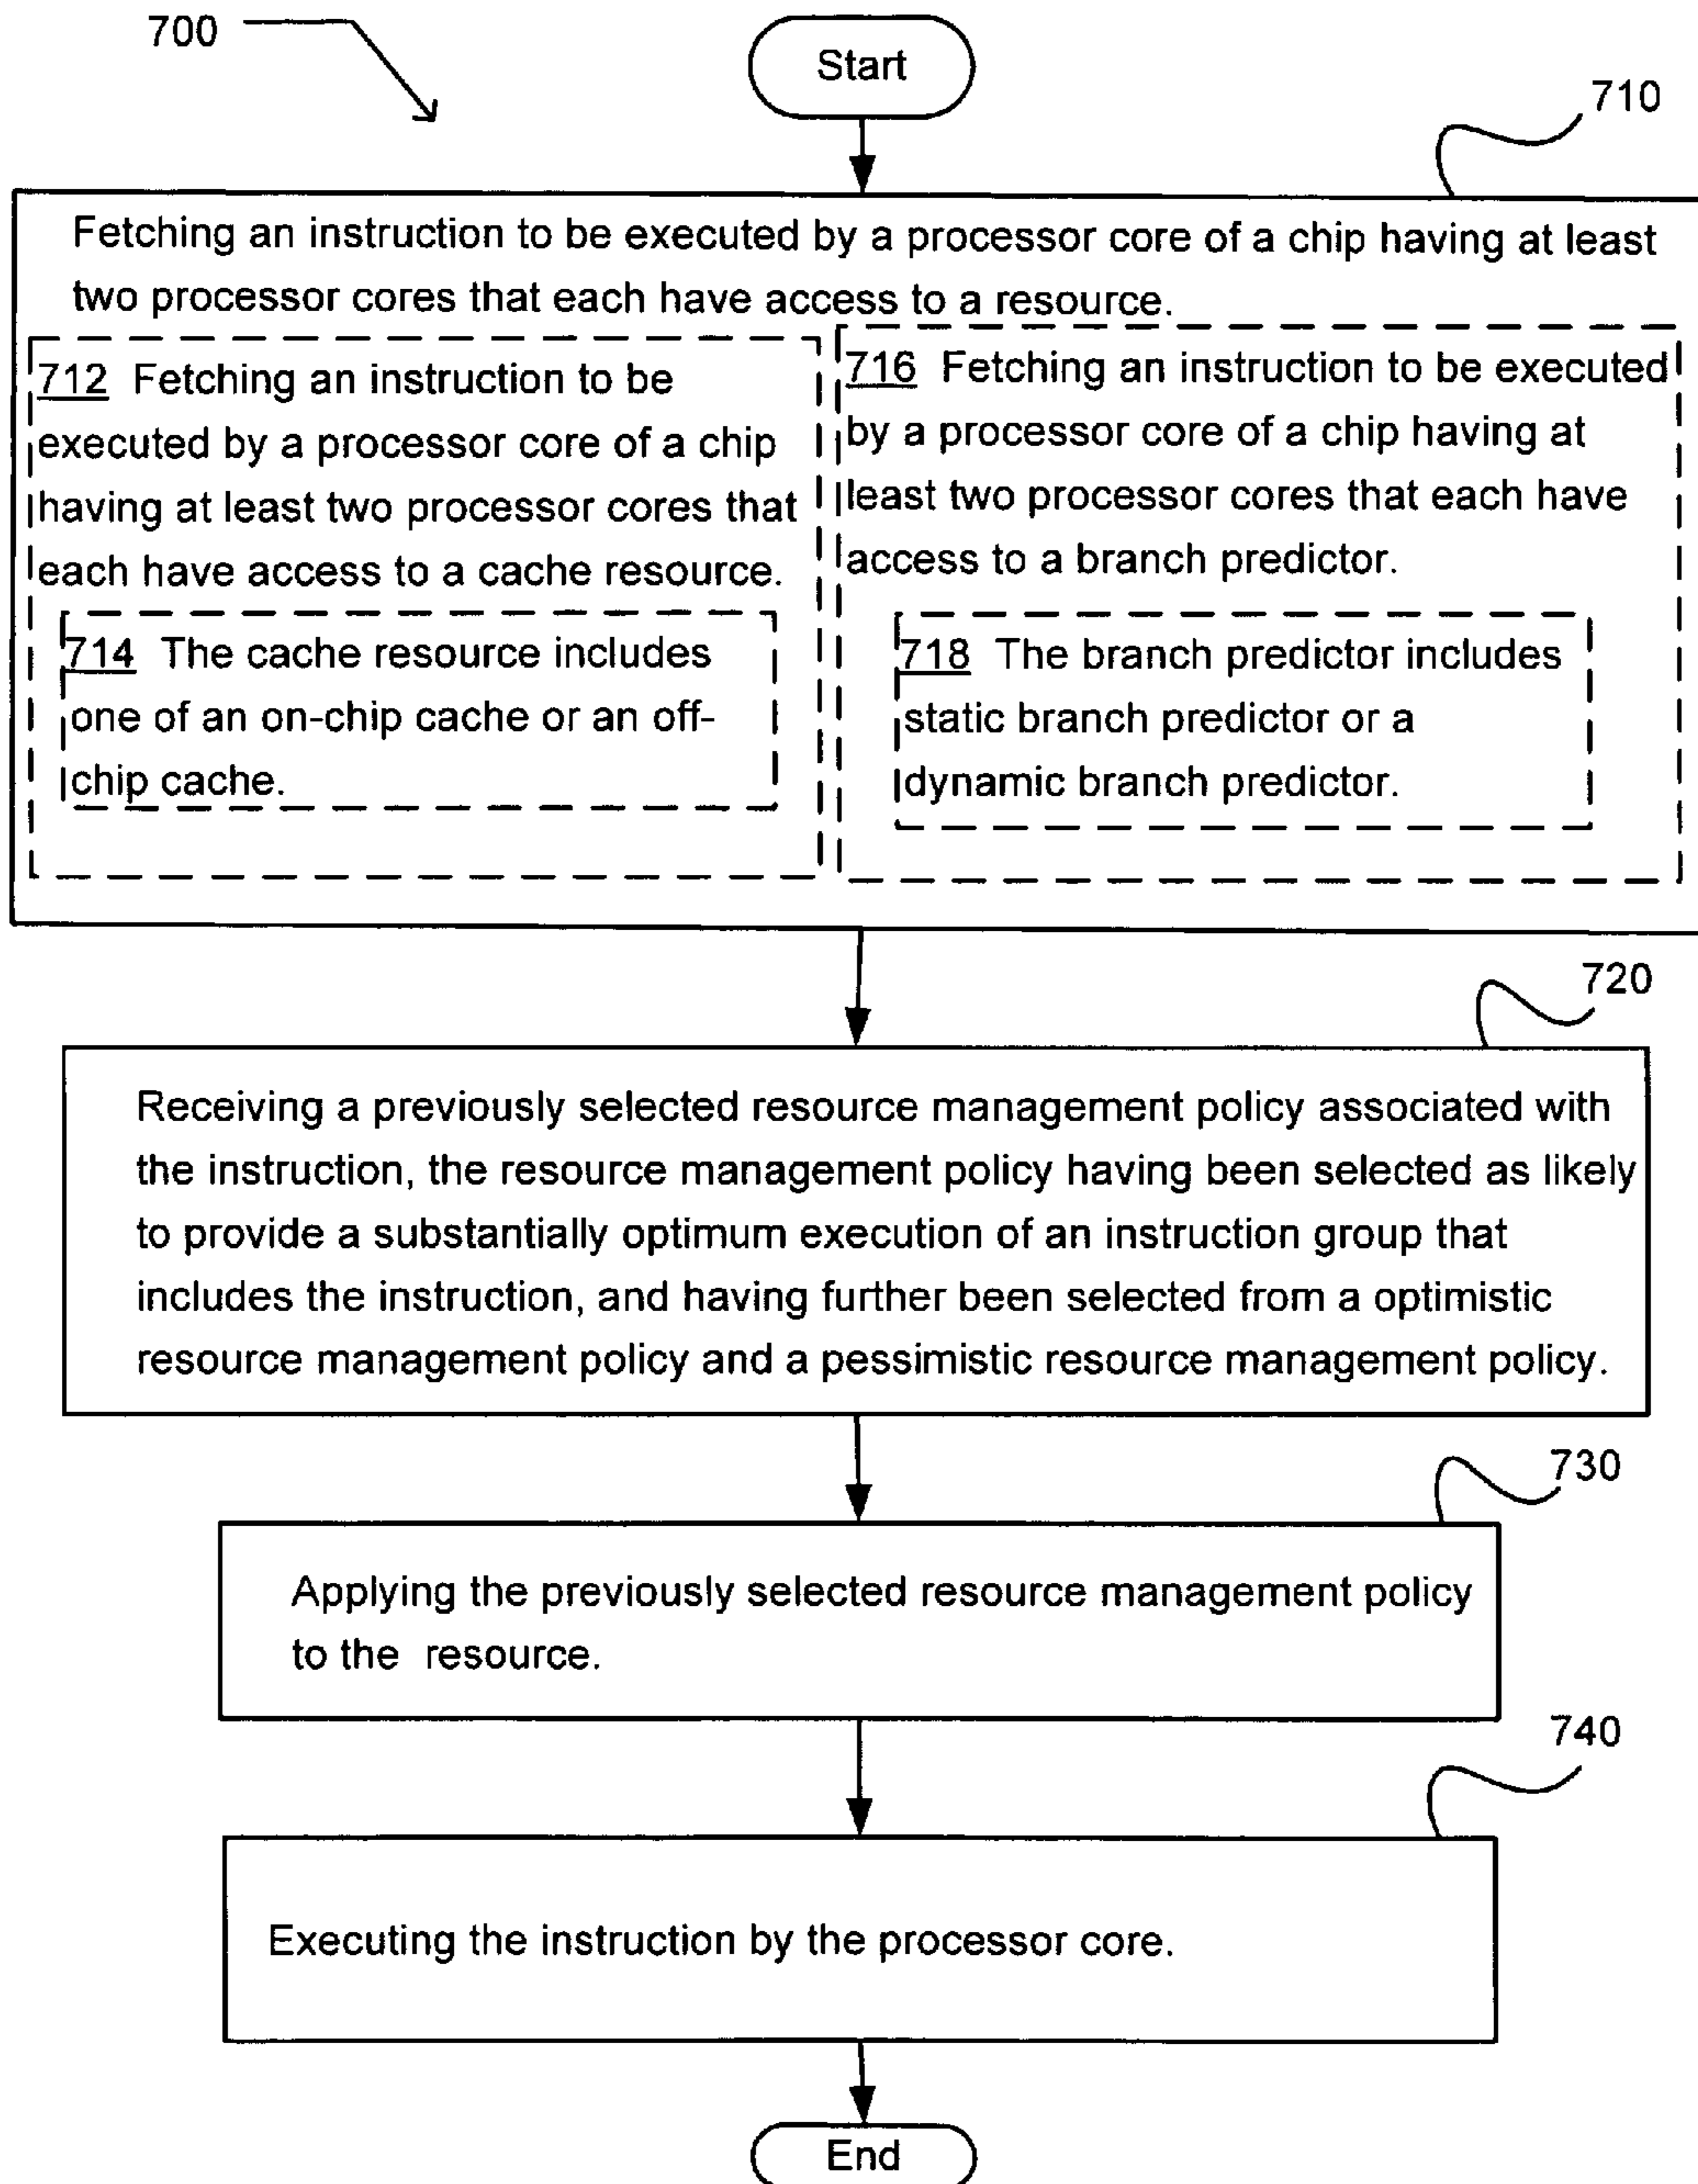 700
Start
710
Fetching an instruction to be executed by a processor core of a chip having at least
two processor cores that each have access to a resource.
712 Fetching an instruction to be
executed by a processor core of a chip
having at least two processor cores that
each have access to a cache resource.
714 The cache resource includes
one of an on-chip cache or an off-
chip cache.
716 Fetching an instruction to be executed
by a processor core of a chip having at
least two processor cores that each have
access to a branch predictor.
718 The branch predictor includes
static branch predictor or a
dynamic branch predictor.
720
Receiving a previously selected resource management policy associated with
the instruction, the resource management policy having been selected as likely
to provide a substantially optimum execution of an instruction group that
includes the instruction, and having further been selected from a optimistic
resource management policy and a pessimistic resource management policy.
730
Applying the previously selected resource management policy
to the resource.
740
Executing the instruction by the processor core.
End